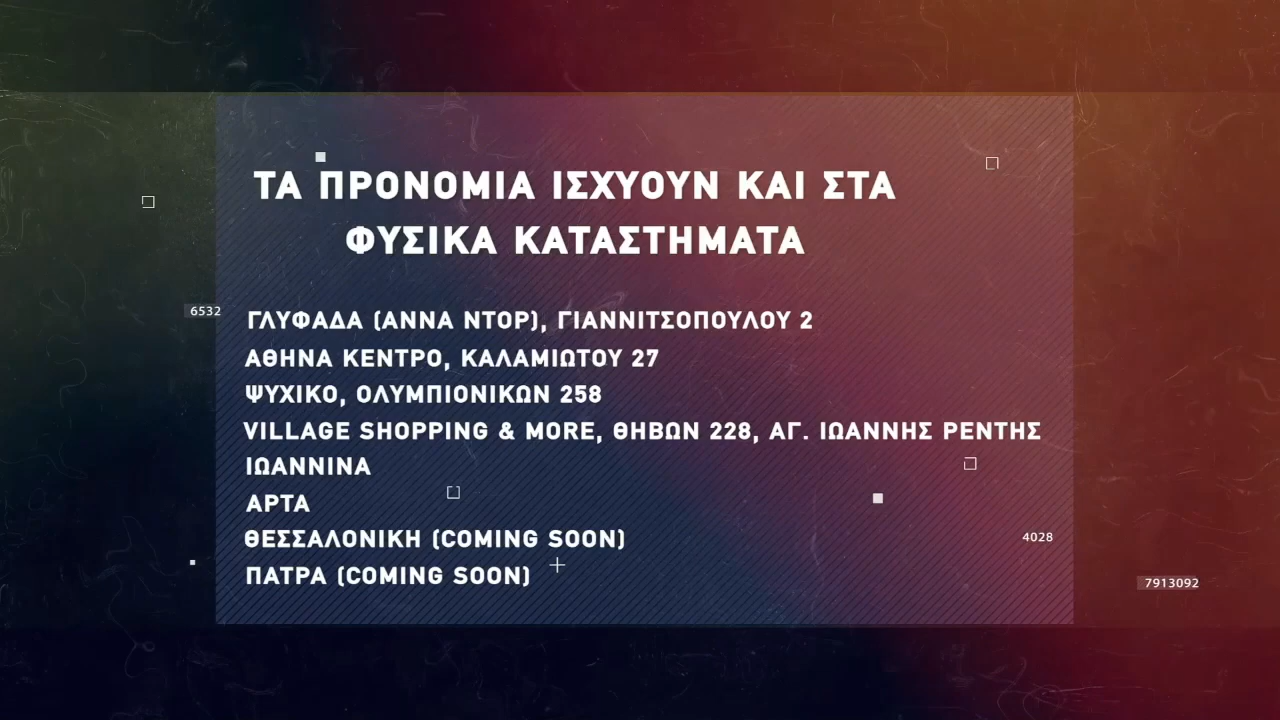 ΤΑ ΠΡΟΝΟΜΙΑ ΙΣΧΥΟΥΝ ΚΑΙ ΣΤΑ
ΦΥΣΙΚΑ ΚΑΤΑΣΤΗΜΑΤΑ
6532
ΓΛΥΦΑΔΑ (ΑΝΝΑ ΝΤΟΡ), ΓΙΑΝΝΙΤΣΟΠΟΥΛΟΥ 2
ΑΘΗΝΑ ΚΕΝΤΡΟ, ΚΑΛΑΜΙΩΤΟΥ 27
ΨΥΧΙΚΟ, ΟΛΥΜΠΙΟΝΙΚΩΝ 258
VILLAGE SHOPPING & MORE, ΘΗΒΩΝ 228, ΑΓ. ΙΩΑΝΝΗΣ ΡΕΝΤΗΣ
ΙΩΑΝΝΙΝΑ
ΑΡΤΑ
ΘΕΣΣΑΛΟΝΙΚΗ (COMING SOON)
4028
ΠΑΤΡΑ (COMING SOON)
7913092